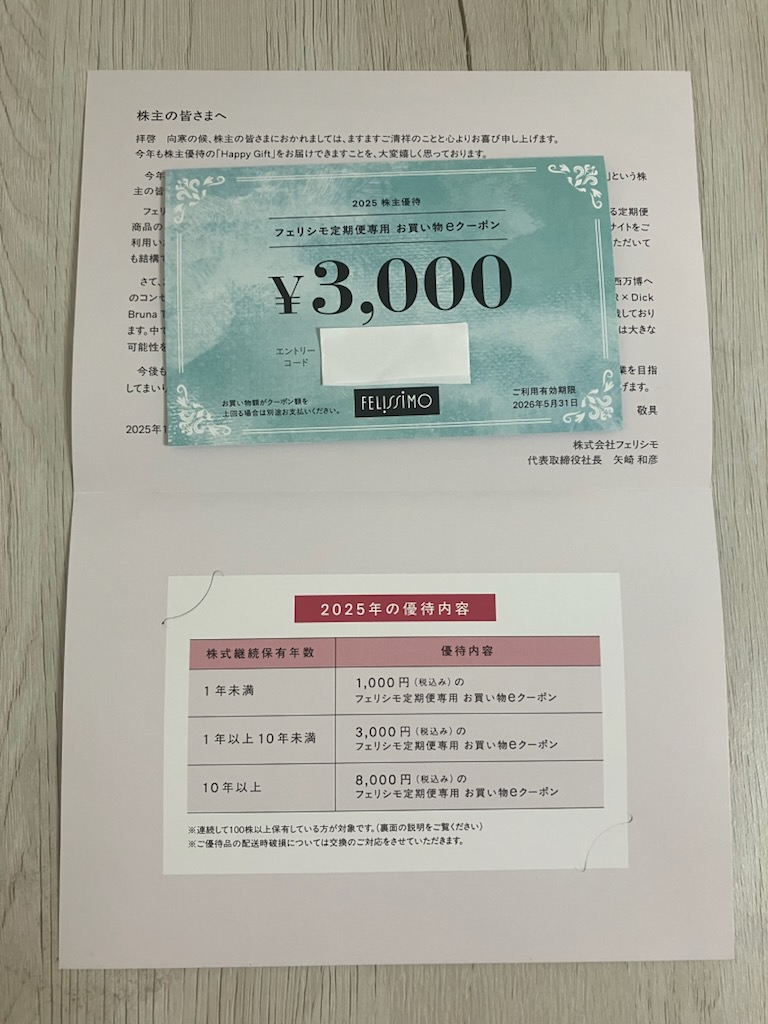 株主の皆さまへ
拝啓　向寒の候、株主の皆さまにおかれましては、ますますご清祥のことと心よりお喜び申し上げます。
今年も株主優待の「Happy Gift」をお届けできますことを、大変嬉しく思っております。
今年
」という株
主の皆
フェリ
る定期便
商品の
サイトをご
利用い
ただいて
も結構で
さて、
西万博へ
のコンセ
× Dick
Bruna T
しており
ます。中で
は大きな
可能性を
今後も
業を目指
してまい
げます。
敬具
2025年1
株式会社フェリシモ
代表取締役社長　矢崎 和彦
2025 株主優待
フェリシモ定期便専用 お買い物eクーポン
¥3,000
エントリー
コード
お買い物額がクーポン額を
上回る場合は別途お支払いください。
FELISSIMO
ご利用有効期限
2026年5月31日
2025年の優待内容
株式継続保有年数 優待内容
1年未満 1,000円（税込み）の
フェリシモ定期便専用 お買い物eクーポン
1年以上10年未満 3,000円（税込み）の
フェリシモ定期便専用 お買い物eクーポン
10年以上 8,000円（税込み）の
フェリシモ定期便専用 お買い物eクーポン
※連続して100株以上保有している方が対象です。（裏面の説明をご覧ください）
※ご優待品の配送時破損については交換のご対応をさせていただきます。